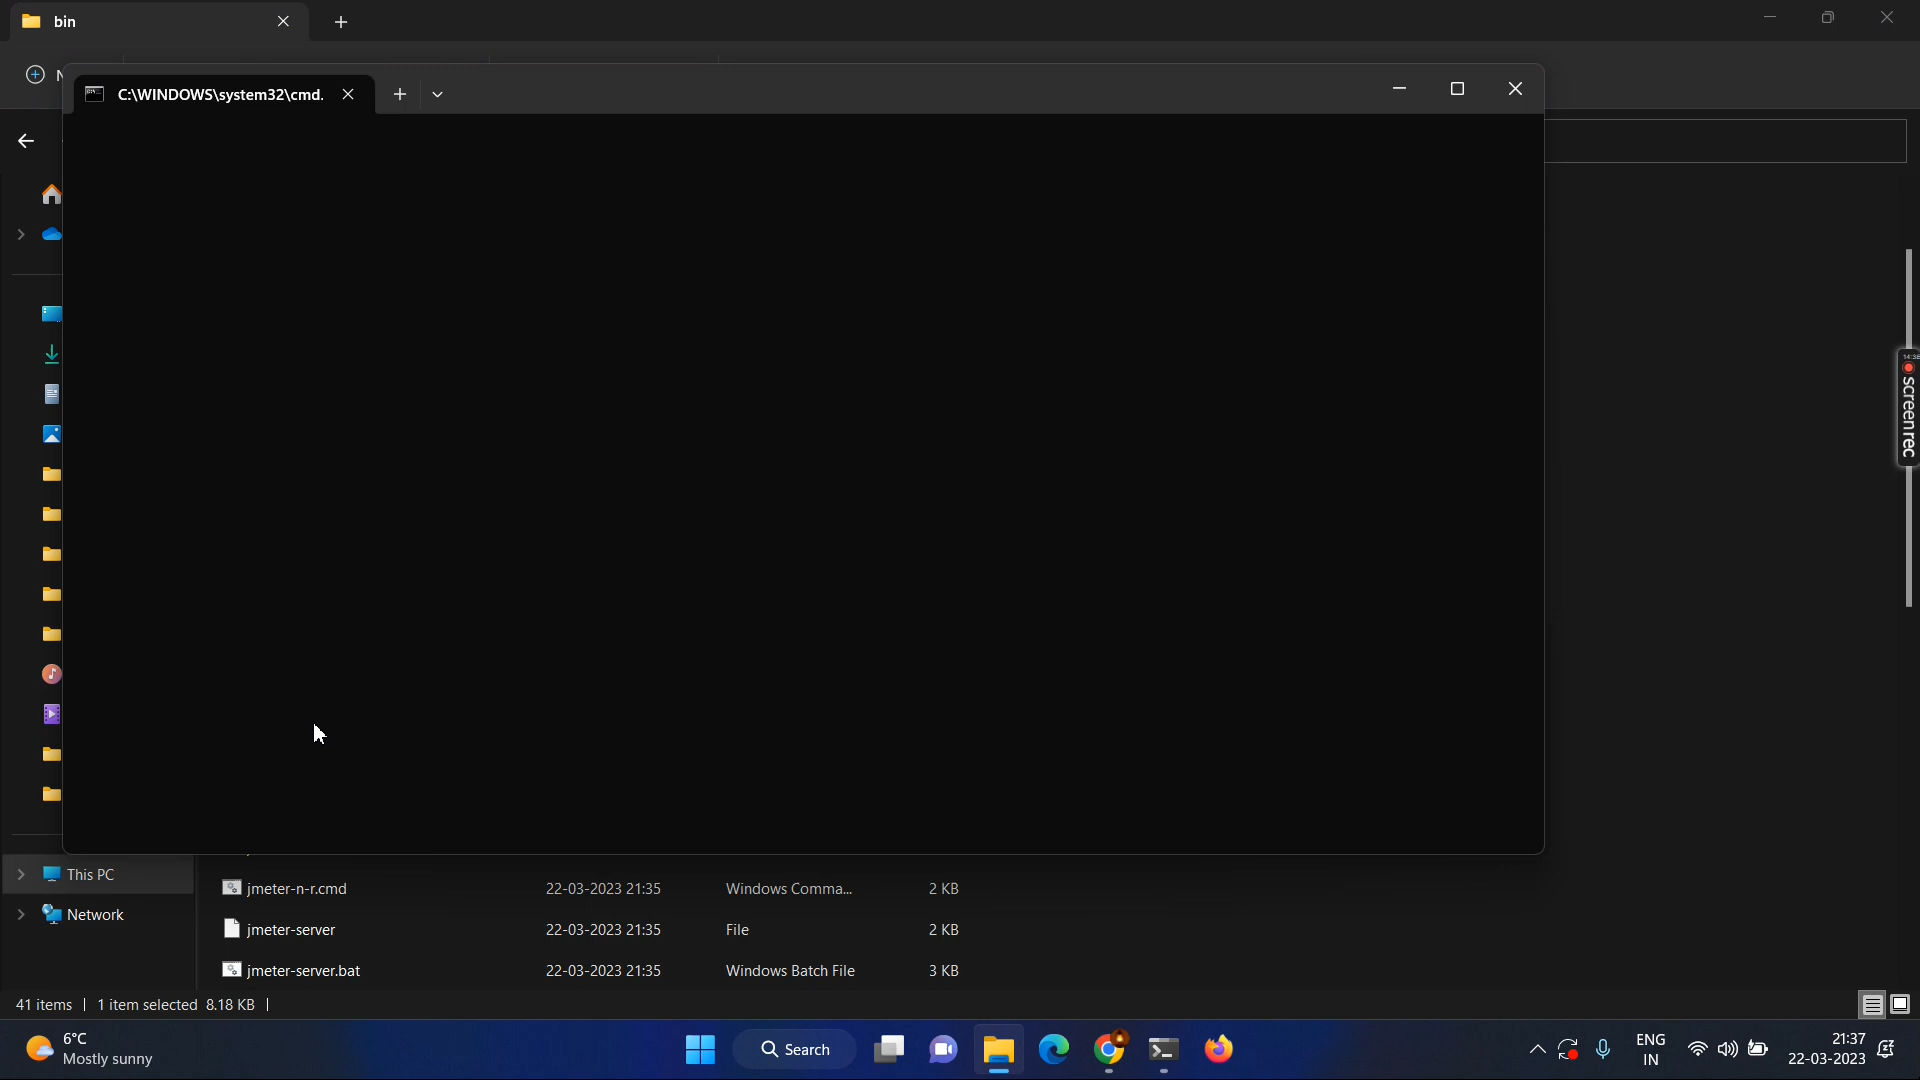 bin
C:\WINDOWS\system32\cmd.
This PC
Network
jmeter-n-r.cmd 22-03-2023 21:35 Windows Comma... 2 KB
jmeter-server 22-03-2023 21:35 File 2 KB
jmeter-server.bat 22-03-2023 21:35 Windows Batch File 3 KB
41 items 1 item selected 8.18 KB
14:38
screenrec
6°C
Mostly sunny
Search
ENG
IN
21:37
22-03-2023